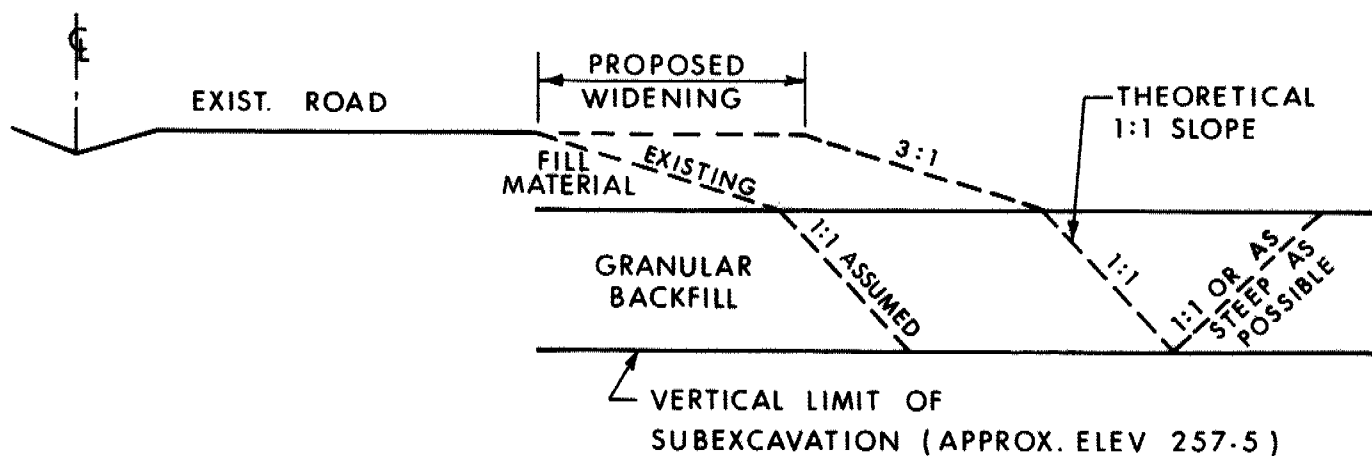 ℄
PROPOSED
WIDENING
EXIST. ROAD
THEORETICAL
1:1 SLOPE
FILL
MATERIAL
EXISTING
3:1
GRANULAR
BACKFILL
1:1 ASSUMED
1:1
1:1 OR AS
STEEP AS
POSSIBLE
VERTICAL LIMIT OF
SUBEXCAVATION (APPROX. ELEV 257·5)